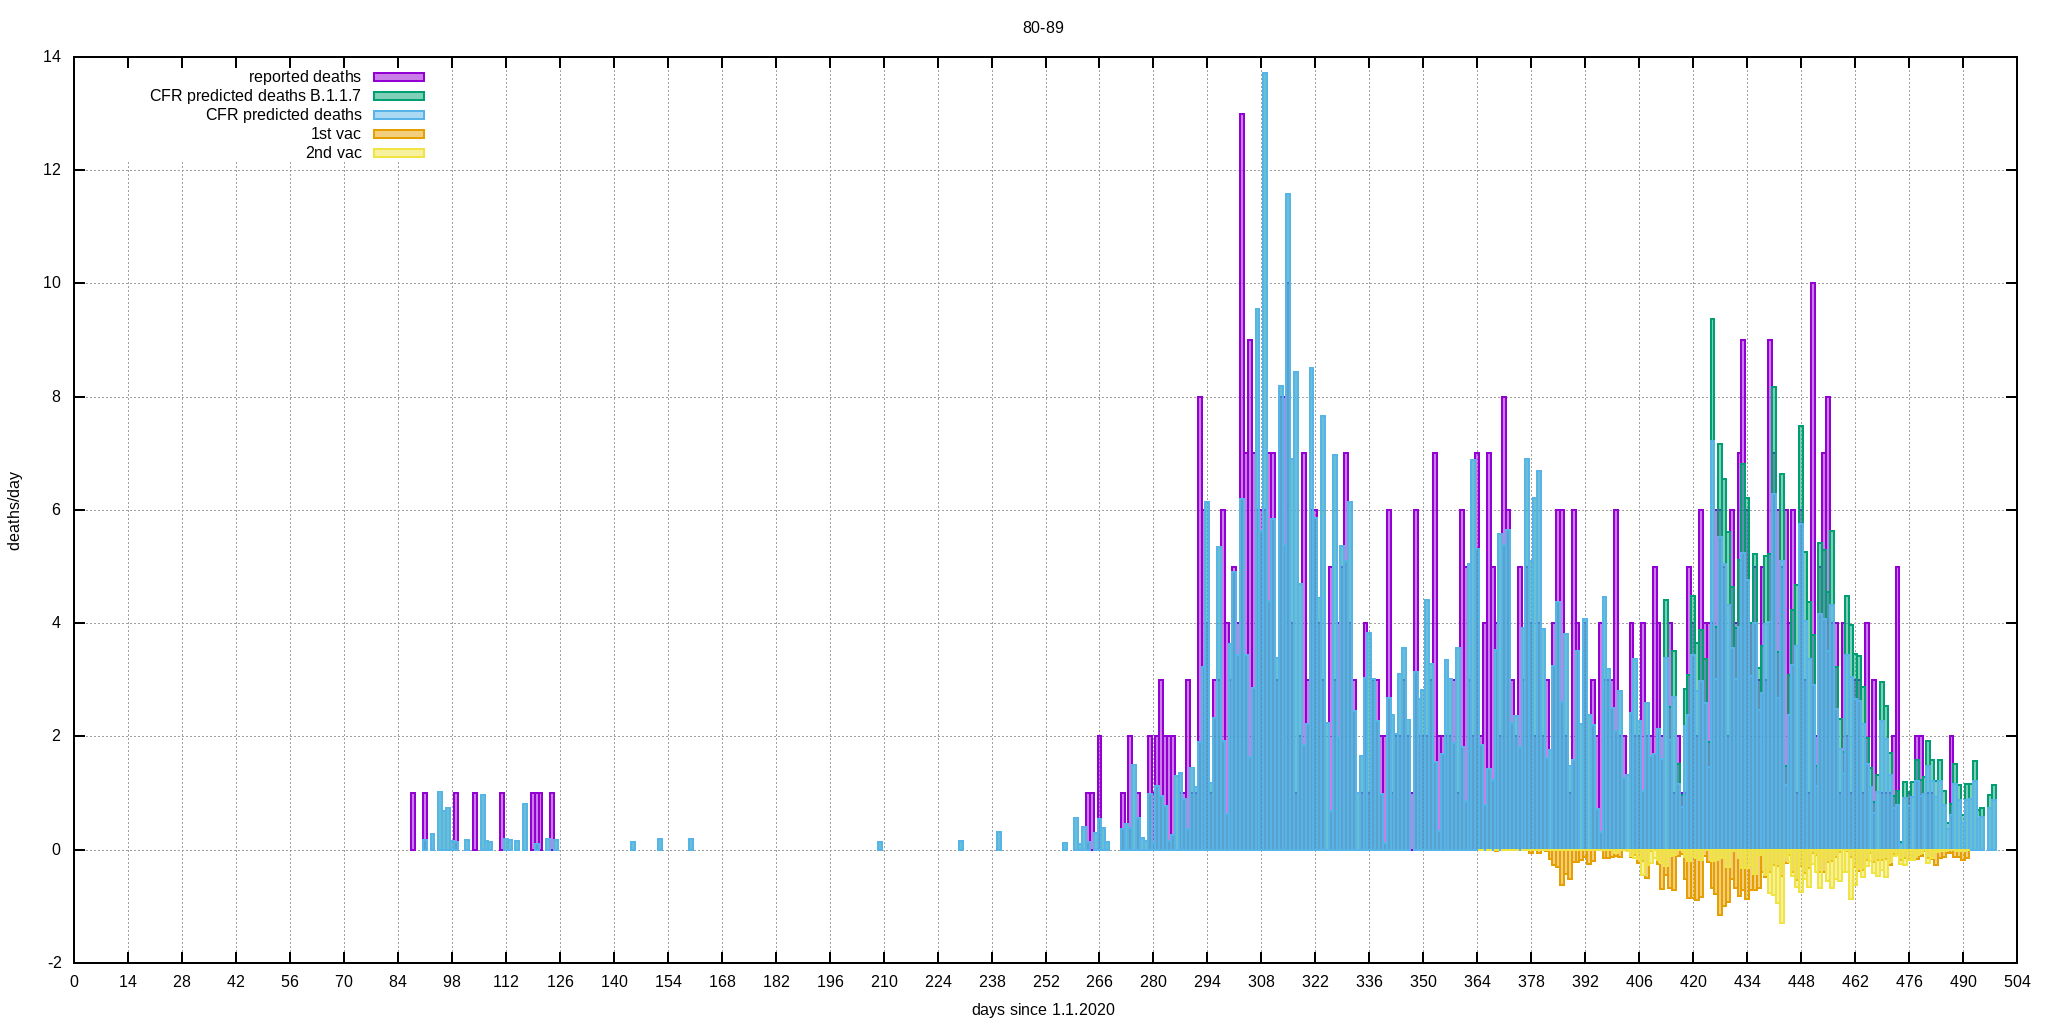 80-89
14
reported deaths
CFR predicted deaths B.1.1.7
CFR predicted deaths
1st vac
2nd vac
12
10
8
6
4
2
0
-2
deaths/day
0 14 28 42 56 70 84 98 112 126 140 154 168 182 196 210 224 238 252 266 280 294 308 322 336 350 364 378 392 406 420 434 448 462 476 490 504
days since 1.1.2020